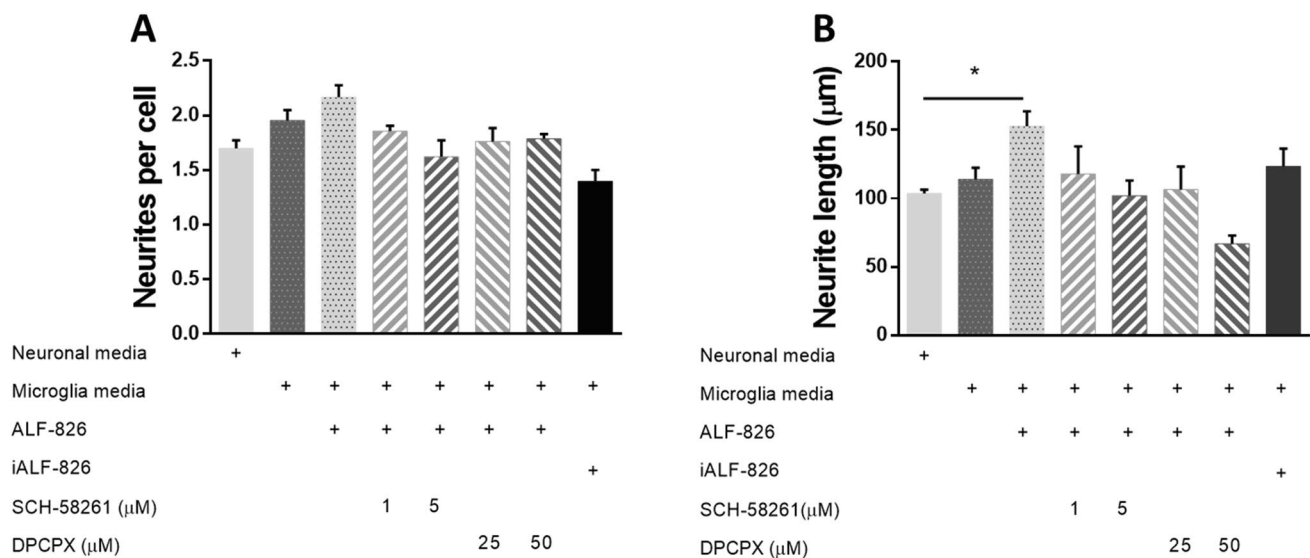 A
Neurites per cell
2.5
2.0
1.5
1.0
0.5
0.0
Neuronal media +
Microglia media + + + + + + +
ALF-826 + + + + +
iALF-826 +
SCH-58261 (μM) 1 5
DPCPX (μM) 25 50
B
Neurite length (μm)
200
150
100
50
0
*
Neuronal media +
Microglia media + + + + + + +
ALF-826 + + + + +
iALF-826 +
SCH-58261(μM) 1 5
DPCPX (μM) 25 50